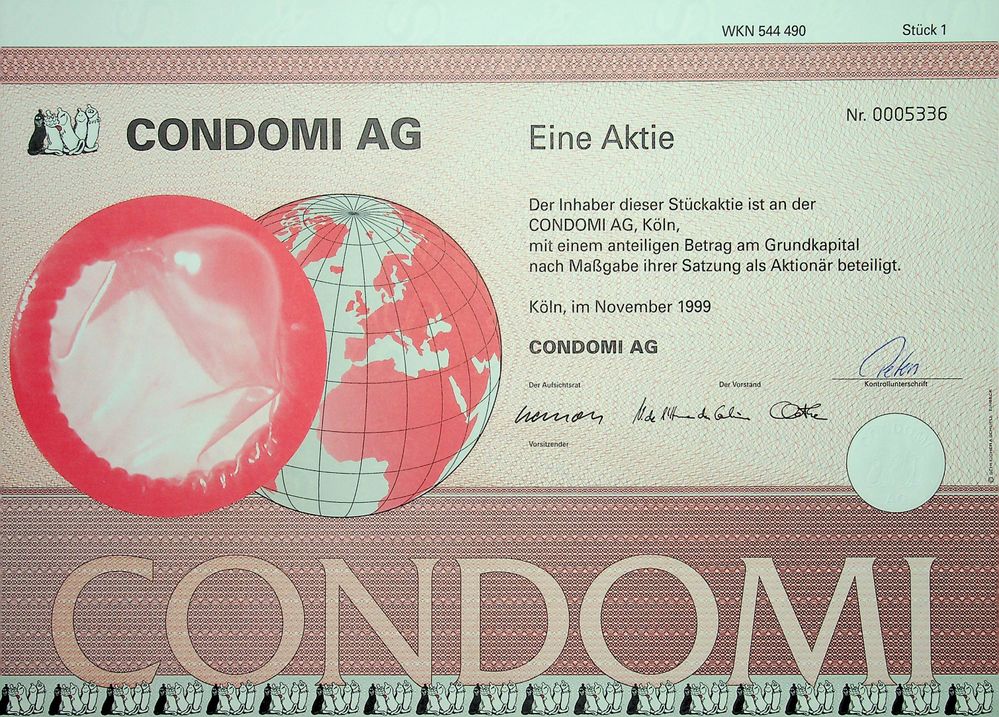 WKN 544 490 Stück 1
CONDOMI AG
Eine Aktie
Nr. 0005336
Der Inhaber dieser Stückaktie ist an der
CONDOMI AG, Köln,
mit einem anteiligen Betrag am Grundkapital
nach Maßgabe ihrer Satzung als Aktionär beteiligt.
Köln, im November 1999
CONDOMI AG
Der Aufsichtsrat Der Vorstand
Kontrollunterschrift
Vorsitzender
CONDOMI